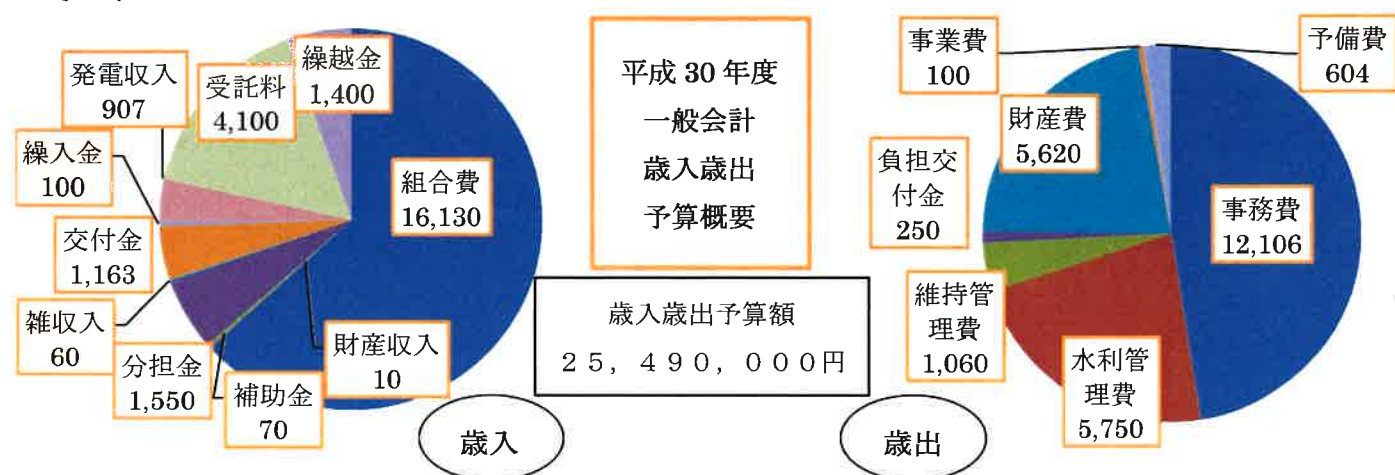 発電収入
907
受託料
4,100
繰越金
1,400
繰入金
100
組合費
16,130
交付金
1,163
雑収入
60
分担金
1,550
補助金
70
財産収入
10
歳入
平成 30 年度
一般会計
歳入歳出
予算概要
歳入歳出予算額
25,490,000円
事業費
100
予備費
604
財産費
5,620
負担交
付金
250
事務費
12,106
維持管
理費
1,060
水利管
理費
5,750
歳出